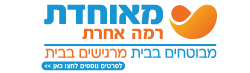 מאוחדת
רמה אחרת
מבוטחים בבית מרגישים בבית
לפרטים נוספים לחצו כאן >>